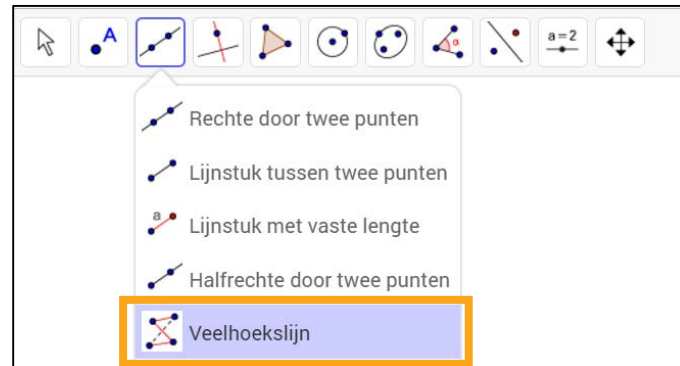 A
α
a=2
Rechte door twee punten
Lijnstuk tussen twee punten
a
Lijnstuk met vaste lengte
Halfrechte door twee punten
Veelhoekslijn